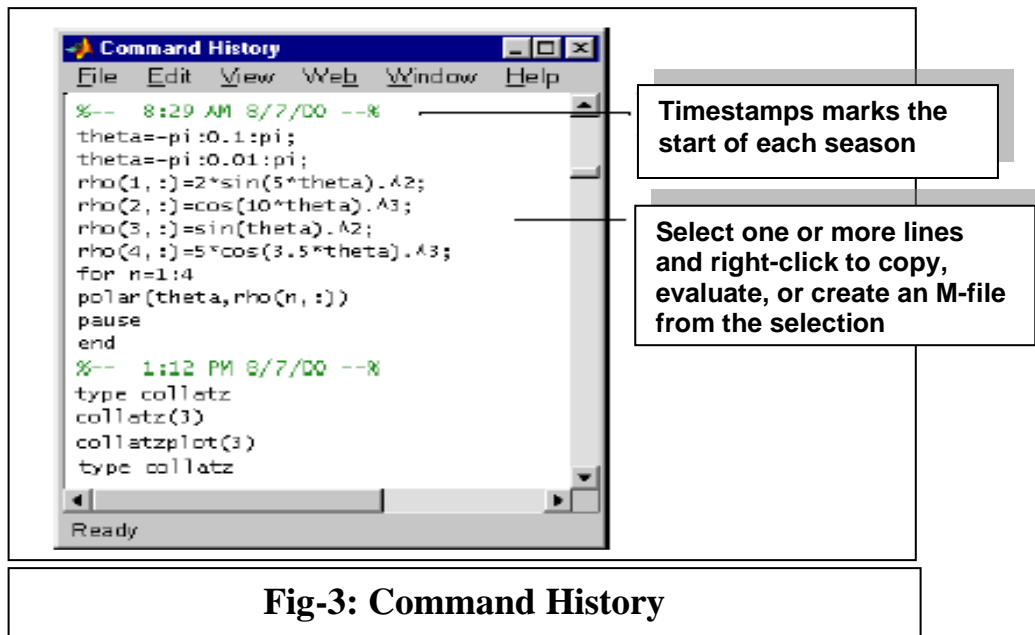 Command History
File Edit View Web Window Help
%-- 8:29 AM 8/7/00 --%
theta=-pi:0.1:pi;
theta=-pi:0.01:pi;
rho(1,:)=2*sin(5*theta).^2;
rho(2,:)=cos(10*theta).^3;
rho(3,:)=sin(theta).^2;
rho(4,:)=5*cos(3.5*theta).^3;
for n=1:4
polar(theta,rho(n,:))
pause
end
%-- 1:12 PM 8/7/00 --%
type collatz
collatz(3)
collatzplot(3)
type collatz
Ready
Timestamps marks the
start of each season
Select one or more lines
and right-click to copy,
evaluate, or create an M-file
from the selection
Fig-3: Command History